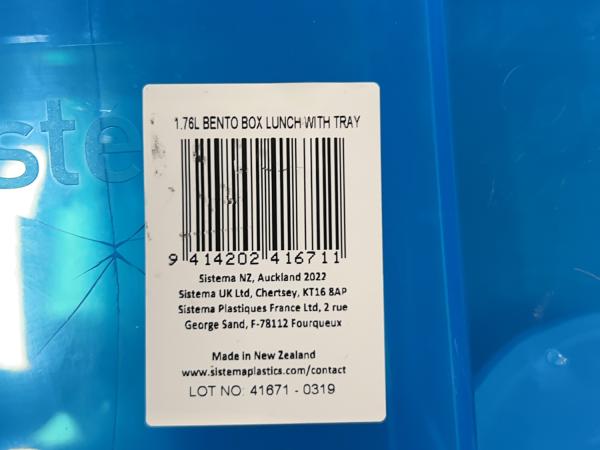 1.76L BENTO BOX LUNCH WITH TRAY
9 414202 416711
Sistema NZ, Auckland 2022
Sistema UK Ltd, Chertsey, KT16 8AP
Sistema Plastiques France Ltd, 2 rue
George Sand, F-78112 Fourqueux
Made in New Zealand
www.sistemaplastics.com/contact
LOT NO: 41671 - 0319